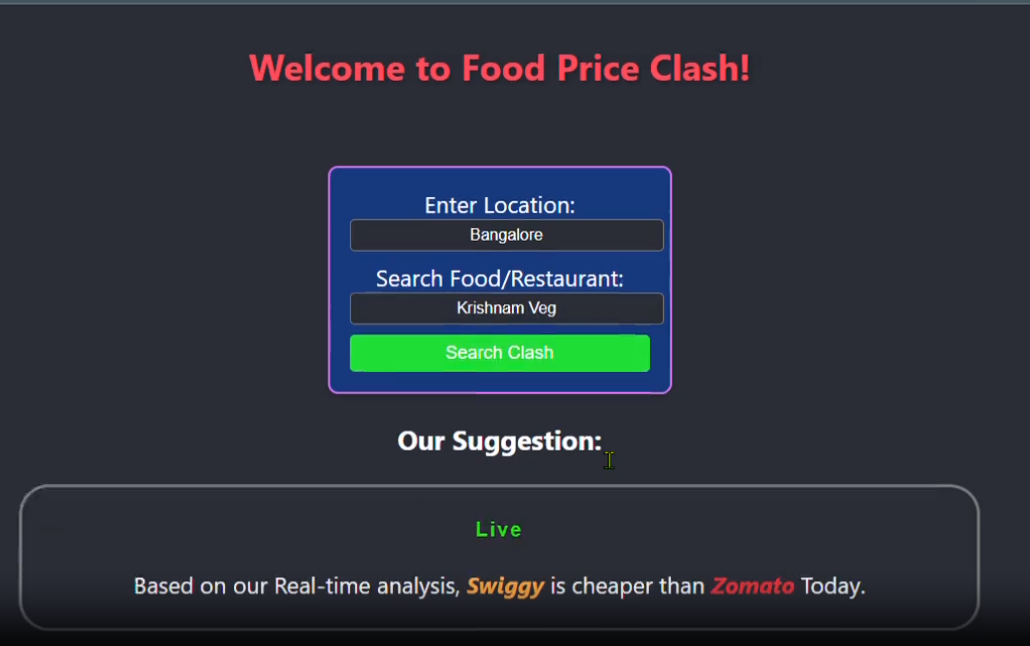 Welcome to Food Price Clash!
Enter Location:
Bangalore
Search Food/Restaurant:
Krishnam Veg
Search Clash
Our Suggestion:
Live
Based on our Real-time analysis, Swiggy is cheaper than Zomato Today.